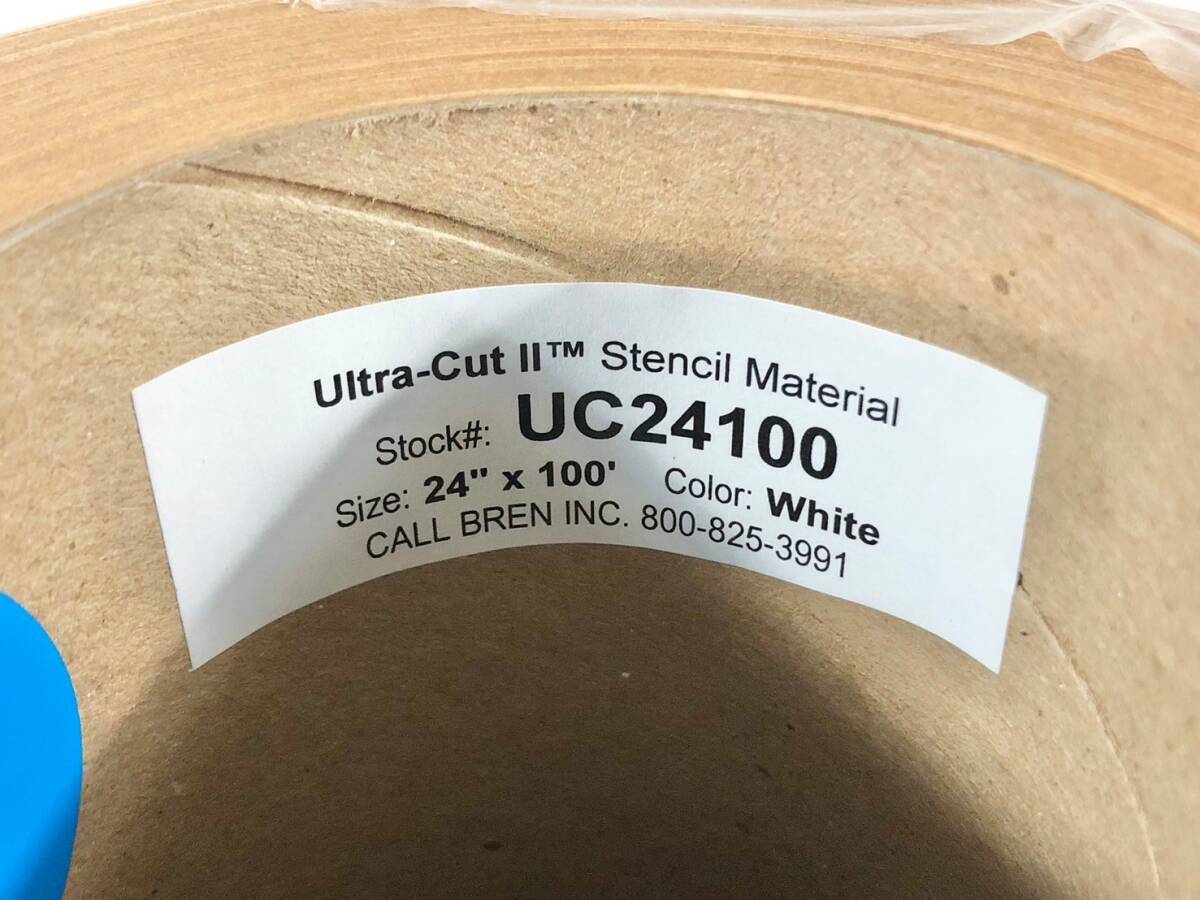 Ultra-Cut II™ Stencil Material
Stock#: UC24100
Size: 24" x 100' Color: White
CALL BREN INC. 800-825-3991